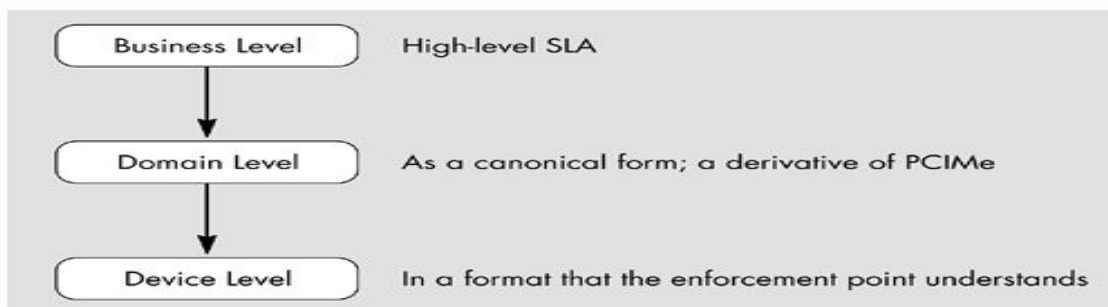 Business Level High-level SLA
Domain Level As a canonical form; a derivative of PCIMe
Device Level In a format that the enforcement point understands